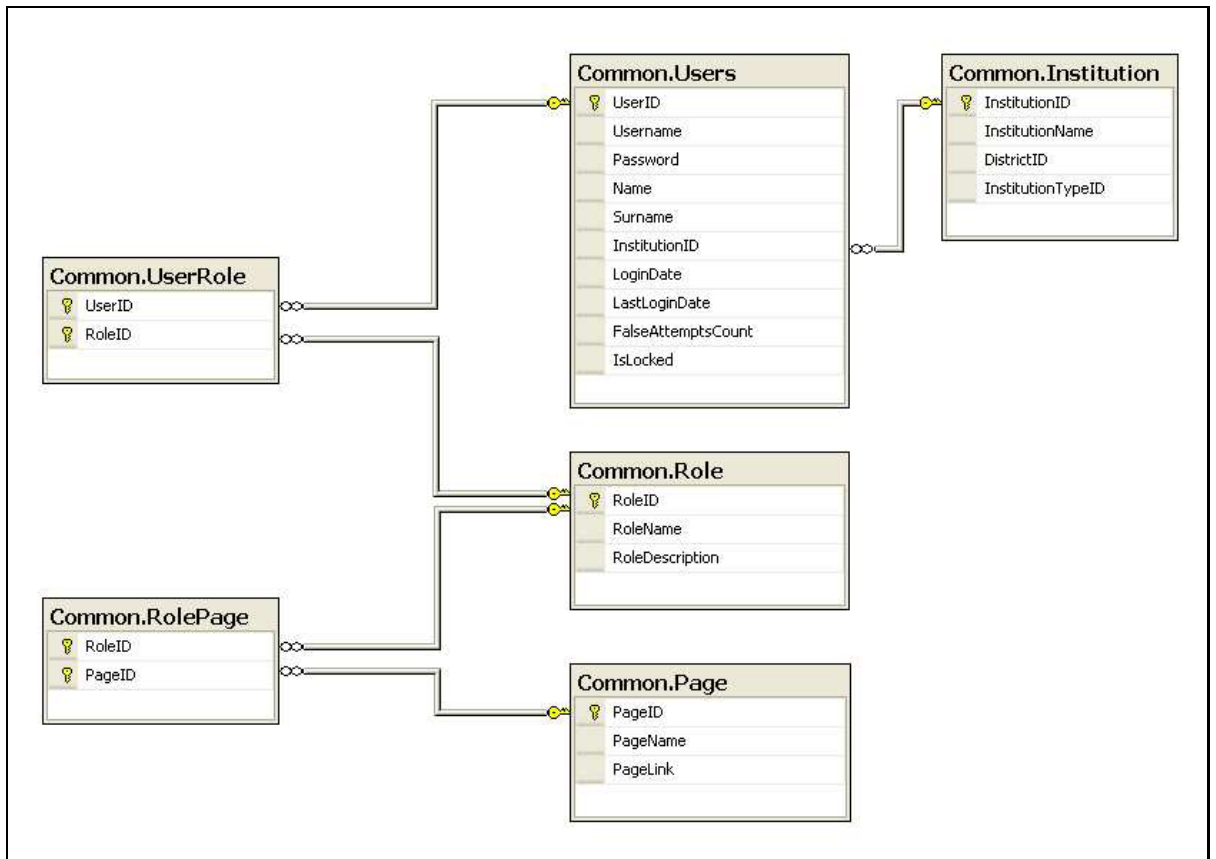 Common.Users
UserID
Username
Password
Name
Surname
InstitutionID
LoginDate
LastLoginDate
FalseAttemptsCount
IsLocked
Common.Institution
InstitutionID
InstitutionName
DistrictID
InstitutionTypeID
Common.UserRole
UserID
RoleID
Common.Role
RoleID
RoleName
RoleDescription
Common.RolePage
RoleID
PageID
Common.Page
PageID
PageName
PageLink